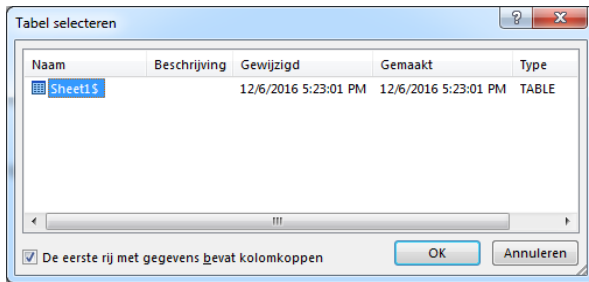 Tabel selecteren
Naam Beschrijving Gewijzigd Gemaakt Type
Sheet1$ 12/6/2016 5:23:01 PM 12/6/2016 5:23:01 PM TABLE
De eerste rij met gegevens bevat kolomkoppen OK Annuleren